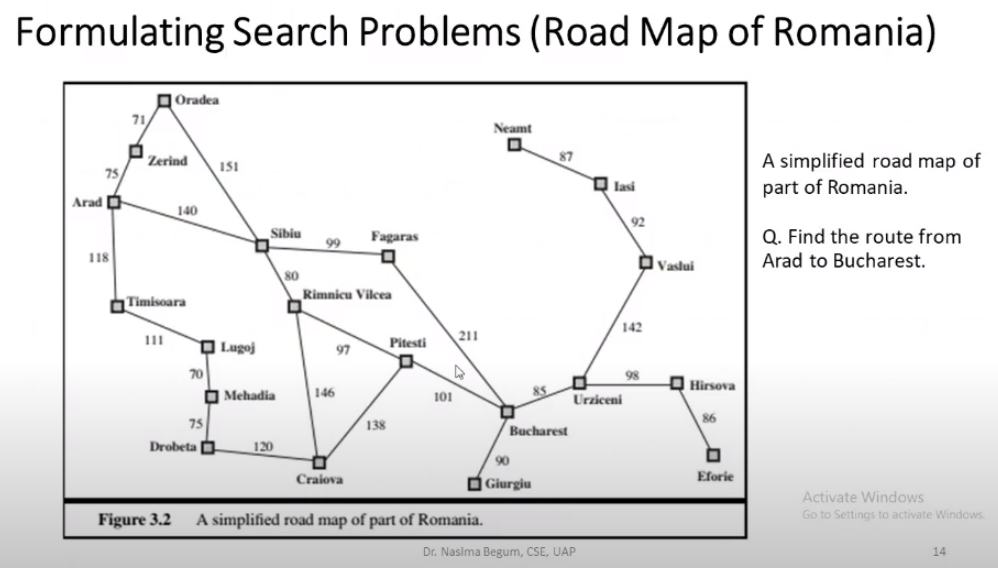 Formulating Search Problems (Road Map of Romania)
Oradea
71
Neamt
Zerind
151
87
75
Iasi
Arad
140
92
Sibiu
99
Fagaras
118
80
Vaslui
Rimnicu Vilcea
Timisoara
142
111
Lugoj
97
Pitesti
211
70
98
Hirsova
Mehadia
146
101
85
Urziceni
75
138
86
Bucharest
Drobeta
120
90
Craiova
Giurgiu
Eforie
Figure 3.2 A simplified road map of part of Romania.
A simplified road map of
part of Romania.
Q. Find the route from
Arad to Bucharest.
Activate Windows
Go to Settings to activate Windows.
Dr. Nasima Begum, CSE, UAP
14